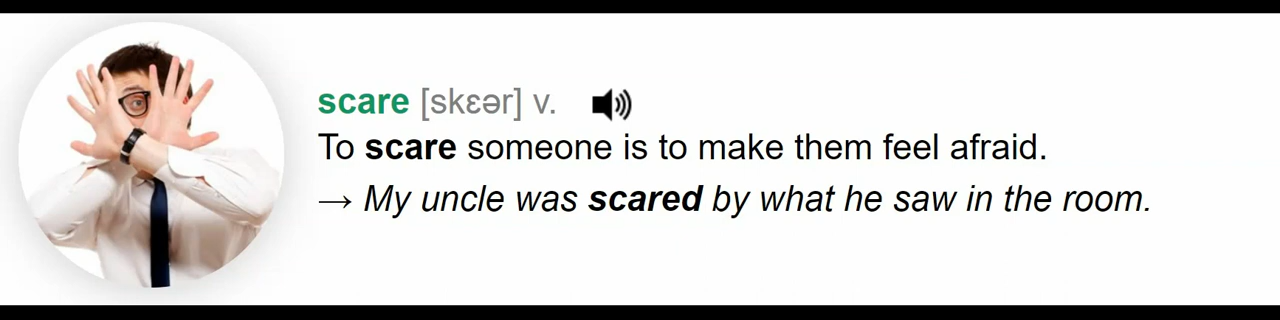 scare [skɛər] v.
To scare someone is to make them feel afraid.
→ My uncle was scared by what he saw in the room.